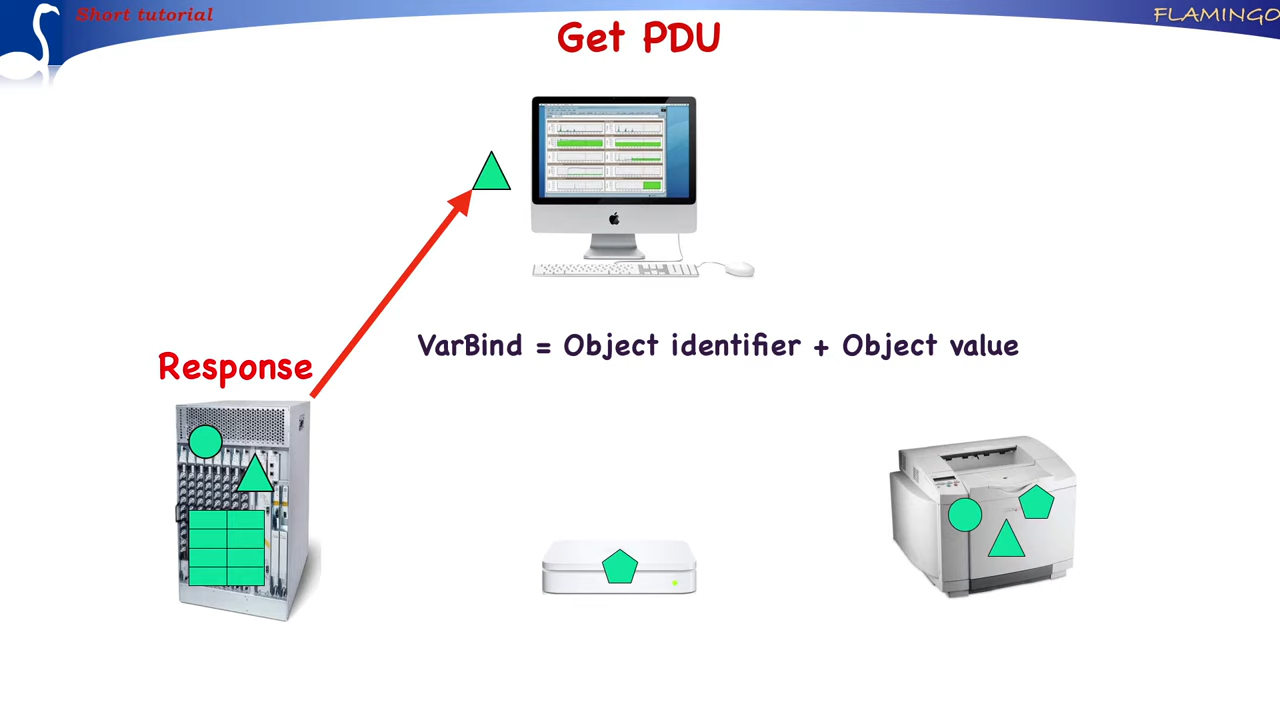 Short tutorial
FLAMINGO
Get PDU
VarBind = Object identifier + Object value
Response